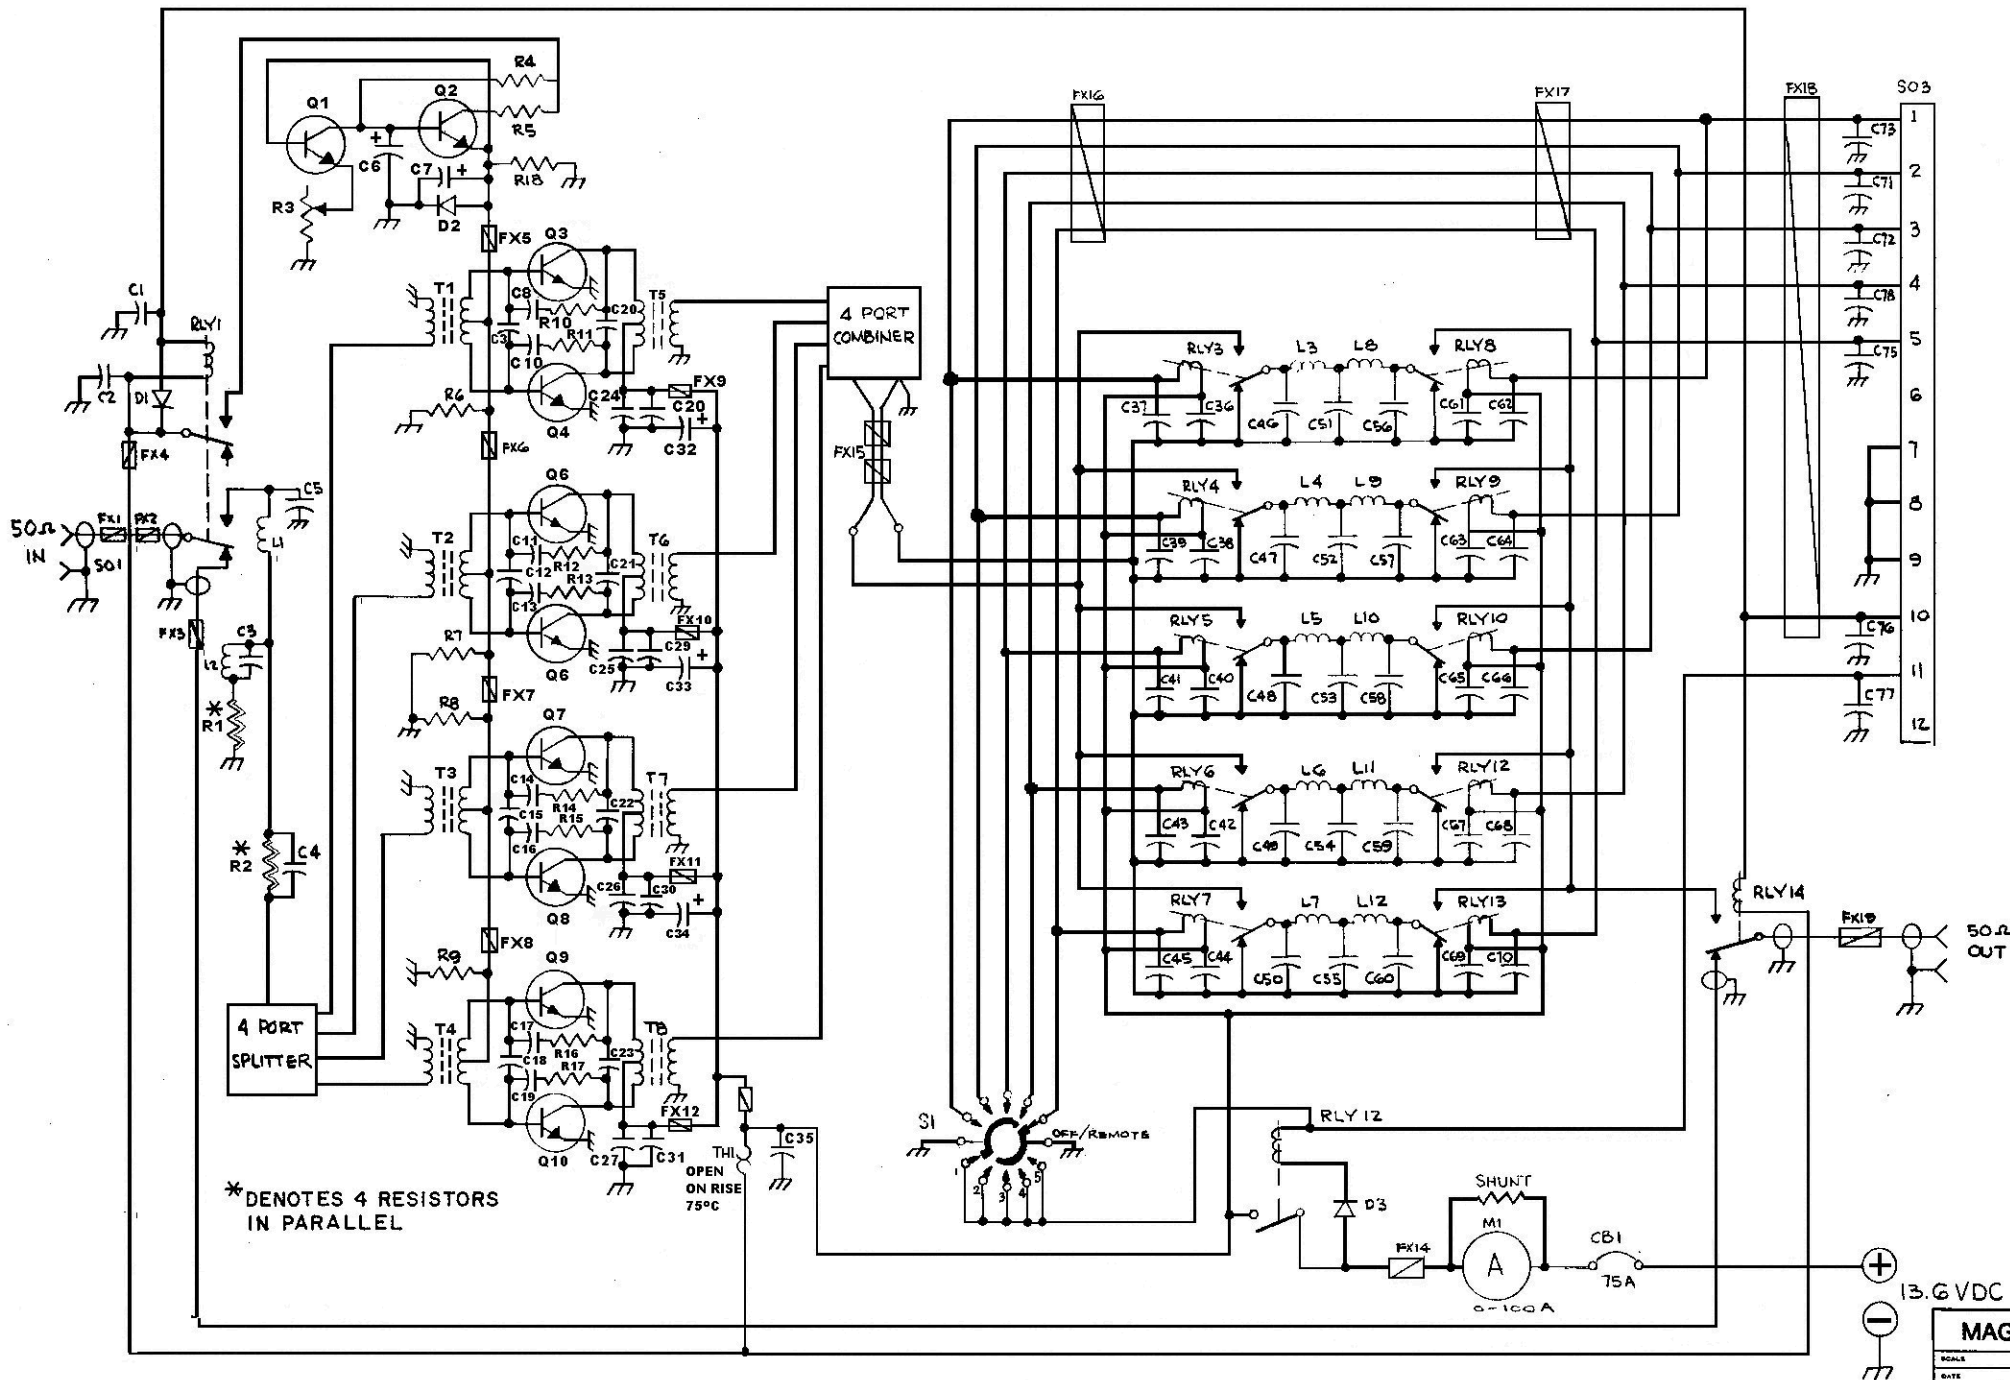 R4
FX16
FX17
FX18
SO3
Q1
Q2
R5
1
C73
C6
C7
R18
2
C71
R3
D2
3
C72
FX5
Q3
4
C78
C1
RLY1
T1
C8
C20
T5
4 PORT
COMBINER
R10
C3
R11
5
C75
C10
RLY3
L3
L8
RLY8
C2
D1
R6
C24
FX9
C20
6
C37
C36
C46
C51
C56
C61
C62
Q4
C32
FX4
FX6
FX15
7
Q6
RLY4
L4
L9
RLY9
C5
8
50Ω
IN
FX1
FX2
L1
SO1
T2
C11
C12
R12
R13
C13
C21
T6
C39
C38
C47
C52
C57
C63
C64
9
FX3
C3
L2
R7
FX10
C25
C29
C33
Q6
RLY5
L5
L10
RLY10
10
C76
C41
C40
C48
C53
C58
C65
C66
11
C77
12
*
R1
R8
FX7
Q7
T3
C14
R14
C15
R15
C16
C22
T7
RLY6
L6
L11
RLY12
C43
C42
C49
C54
C59
C67
C68
*
R2
C4
FX11
C26
C30
C34
Q8
RLY7
L7
L12
RLY13
RLY14
FX8
R9
Q9
C45
C44
C50
C55
C60
C69
C70
FX19
50Ω
OUT
4 PORT
SPLITTER
T4
C17
R16
C18
R17
C19
C23
T8
FX12
C27
C31
Q10
C35
TH1
OPEN
ON RISE
75°C
S1
OFF/REMOTE
1
2
3
4
5
RLY 12
D3
SHUNT
M1
A
0-100A
FX14
CB1
75A
+
13.6 VDC
−
* DENOTES 4 RESISTORS
IN PARALLEL
MAG
SCALE
DATE